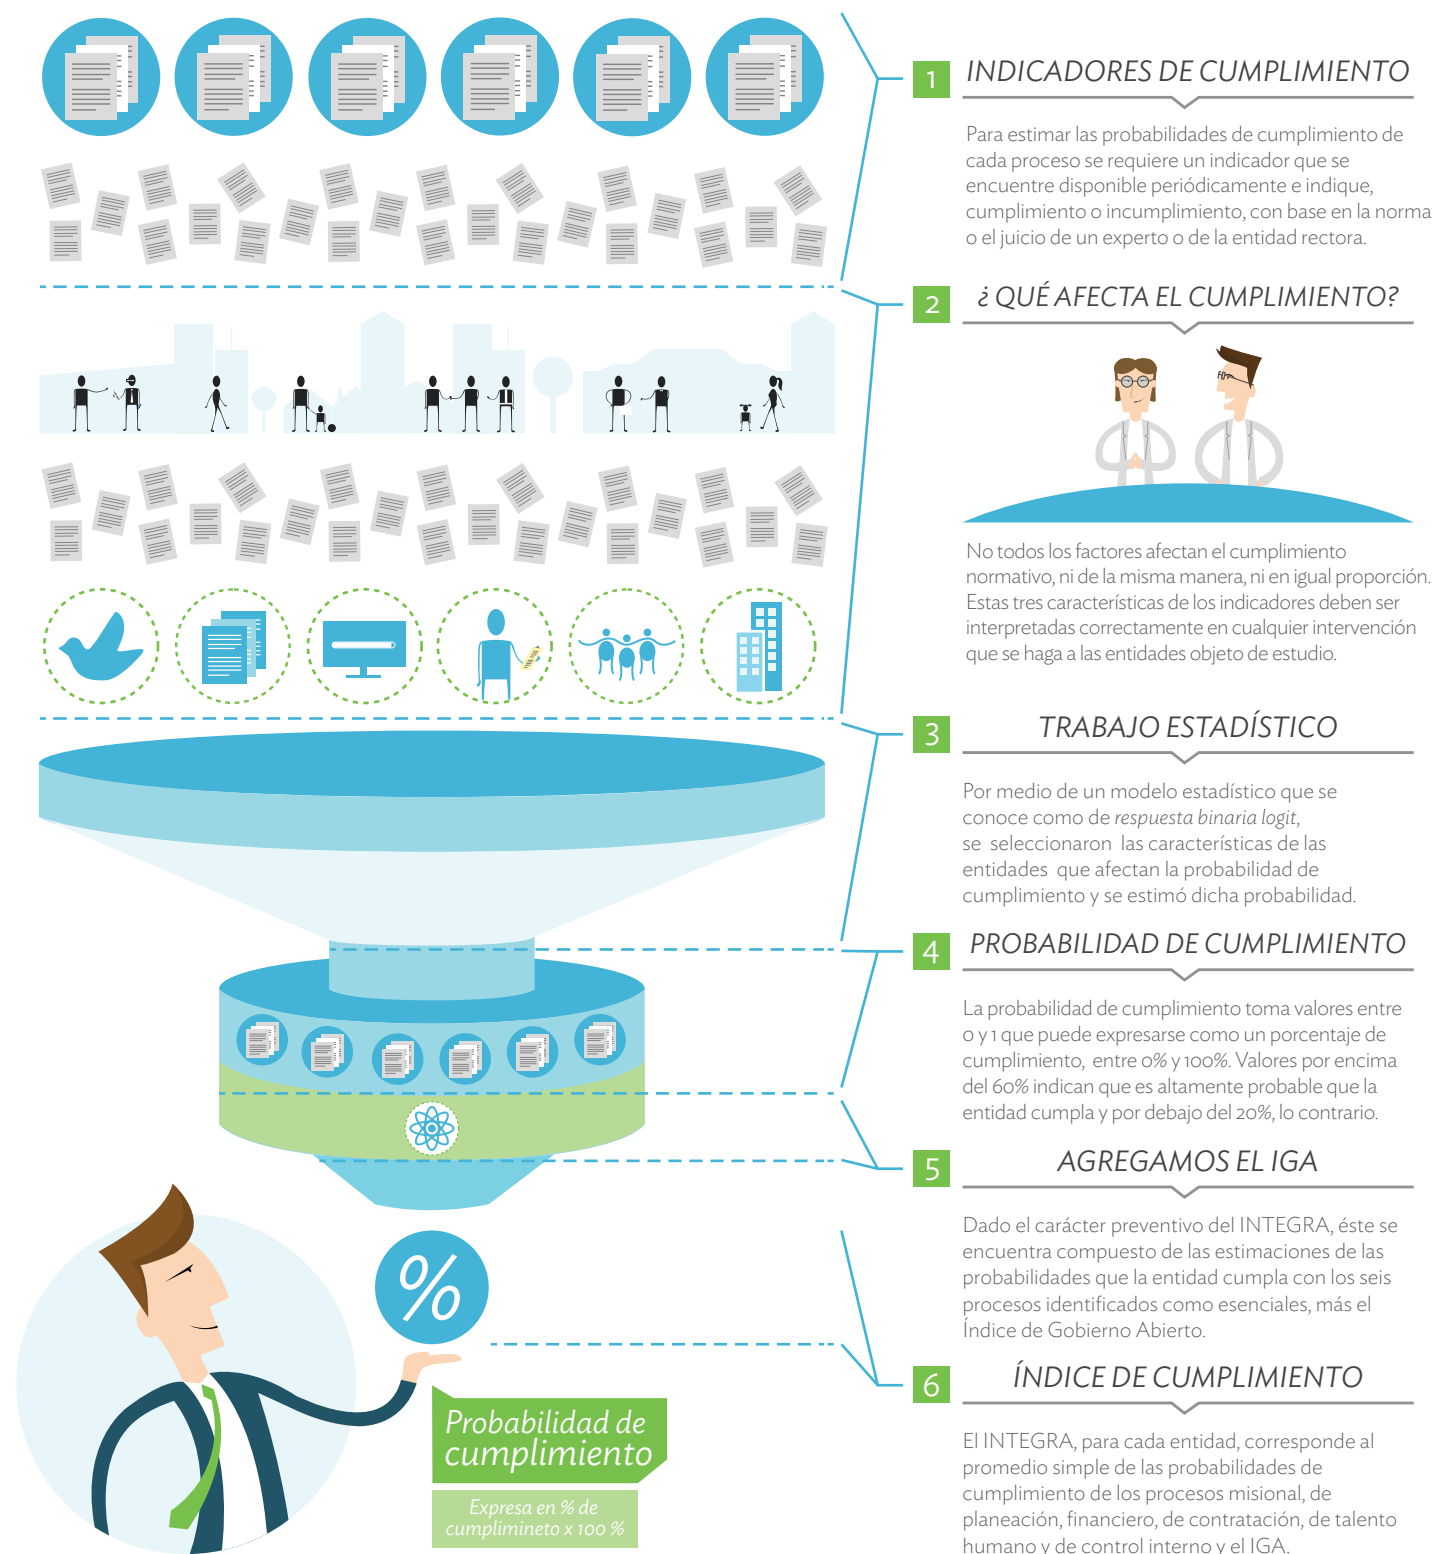 1
INDICADORES DE CUMPLIMIENTO
Para estimar las probabilidades de cumplimiento de
cada proceso se requiere un indicador que se
encuentre disponible periódicamente e indique,
cumplimiento o incumplimiento, con base en la norma
o el juicio de un experto o de la entidad rectora.
2
¿ QUÉ AFECTA EL CUMPLIMIENTO?
No todos los factores afectan el cumplimiento
normativo, ni de la misma manera, ni en igual proporción.
Estas tres características de los indicadores deben ser
interpretadas correctamente en cualquier intervención
que se haga a las entidades objeto de estudio.
3
TRABAJO ESTADÍSTICO
Por medio de un modelo estadístico que se
conoce como de respuesta binaria logit,
se seleccionaron las características de las
entidades que afectan la probabilidad de
cumplimiento y se estimó dicha probabilidad.
4
PROBABILIDAD DE CUMPLIMIENTO
La probabilidad de cumplimiento toma valores entre
0 y 1 que puede expresarse como un porcentaje de
cumplimiento, entre 0% y 100%. Valores por encima
del 60% indican que es altamente probable que la
entidad cumpla y por debajo del 20%, lo contrario.
5
AGREGAMOS EL IGA
Dado el carácter preventivo del INTEGRA, éste se
encuentra compuesto de las estimaciones de las
probabilidades que la entidad cumpla con los seis
procesos identificados como esenciales, más el
Índice de Gobierno Abierto.
6
ÍNDICE DE CUMPLIMIENTO
El INTEGRA, para cada entidad, corresponde al
promedio simple de las probabilidades de
cumplimiento de los procesos misional, de
planeación, financiero, de contratación, de talento
humano y de control interno y el IGA.
%
Probabilidad de
cumplimiento
Expresa en % de
cumplimineto x 100 %